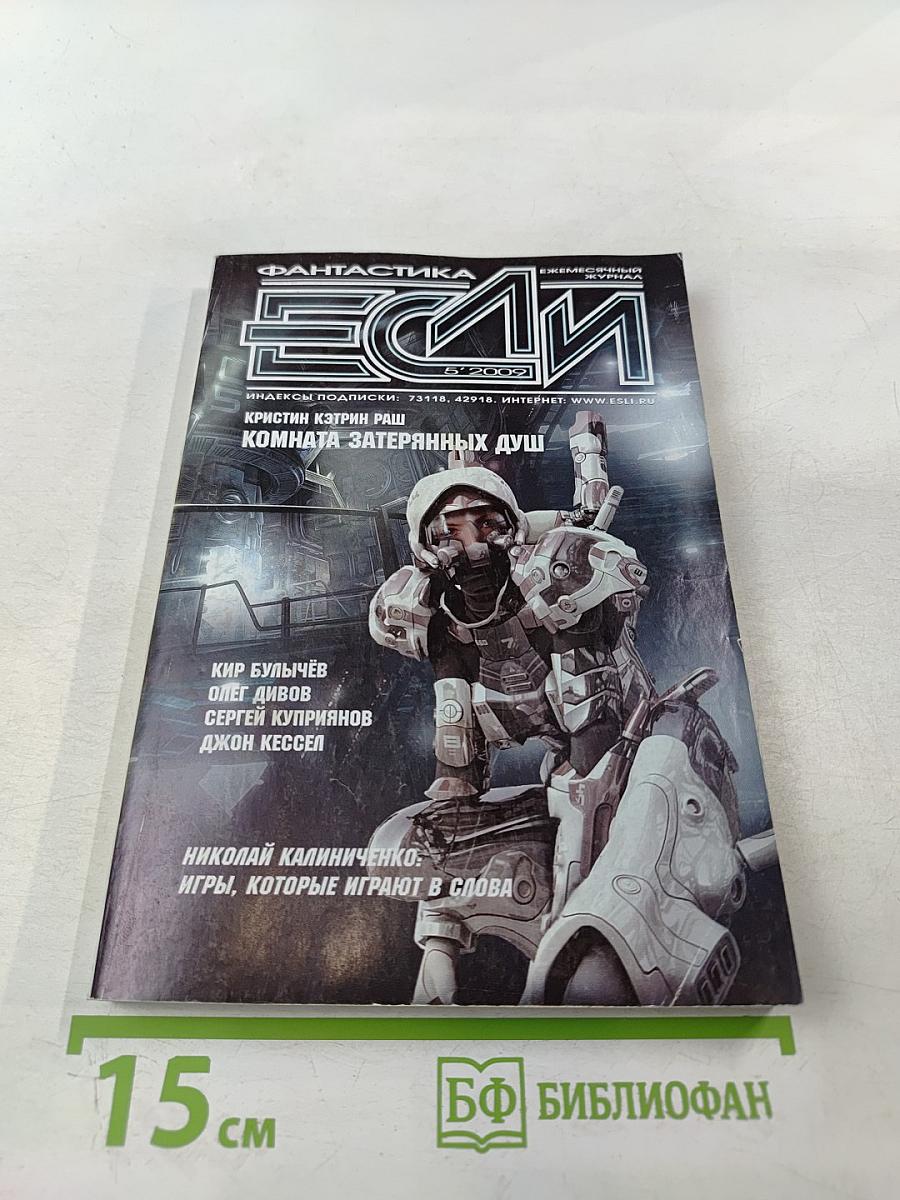 ФАНТАСТИКА
ЕЖЕМЕСЯЧНЫЙ
ЖУРНАЛ
ЕСЛИ
5'2009
ИНДЕКСЫ ПОДПИСКИ: 73118, 42918. ИНТЕРНЕТ: WWW.ESLI.RU
КРИСТИН КЭТРИН РАШ
КОМНАТА ЗАТЕРЯННЫХ ДУШ
КИР БУЛЫЧЁВ
ОЛЕГ ДИВОВ
СЕРГЕЙ КУПРИЯНОВ
ДЖОН КЕССЕЛ
НИКОЛАЙ КАЛИНИЧЕНКО:
ИГРЫ, КОТОРЫЕ ИГРАЮТ В СЛОВА
15 см
БФ БИБЛИОФАН